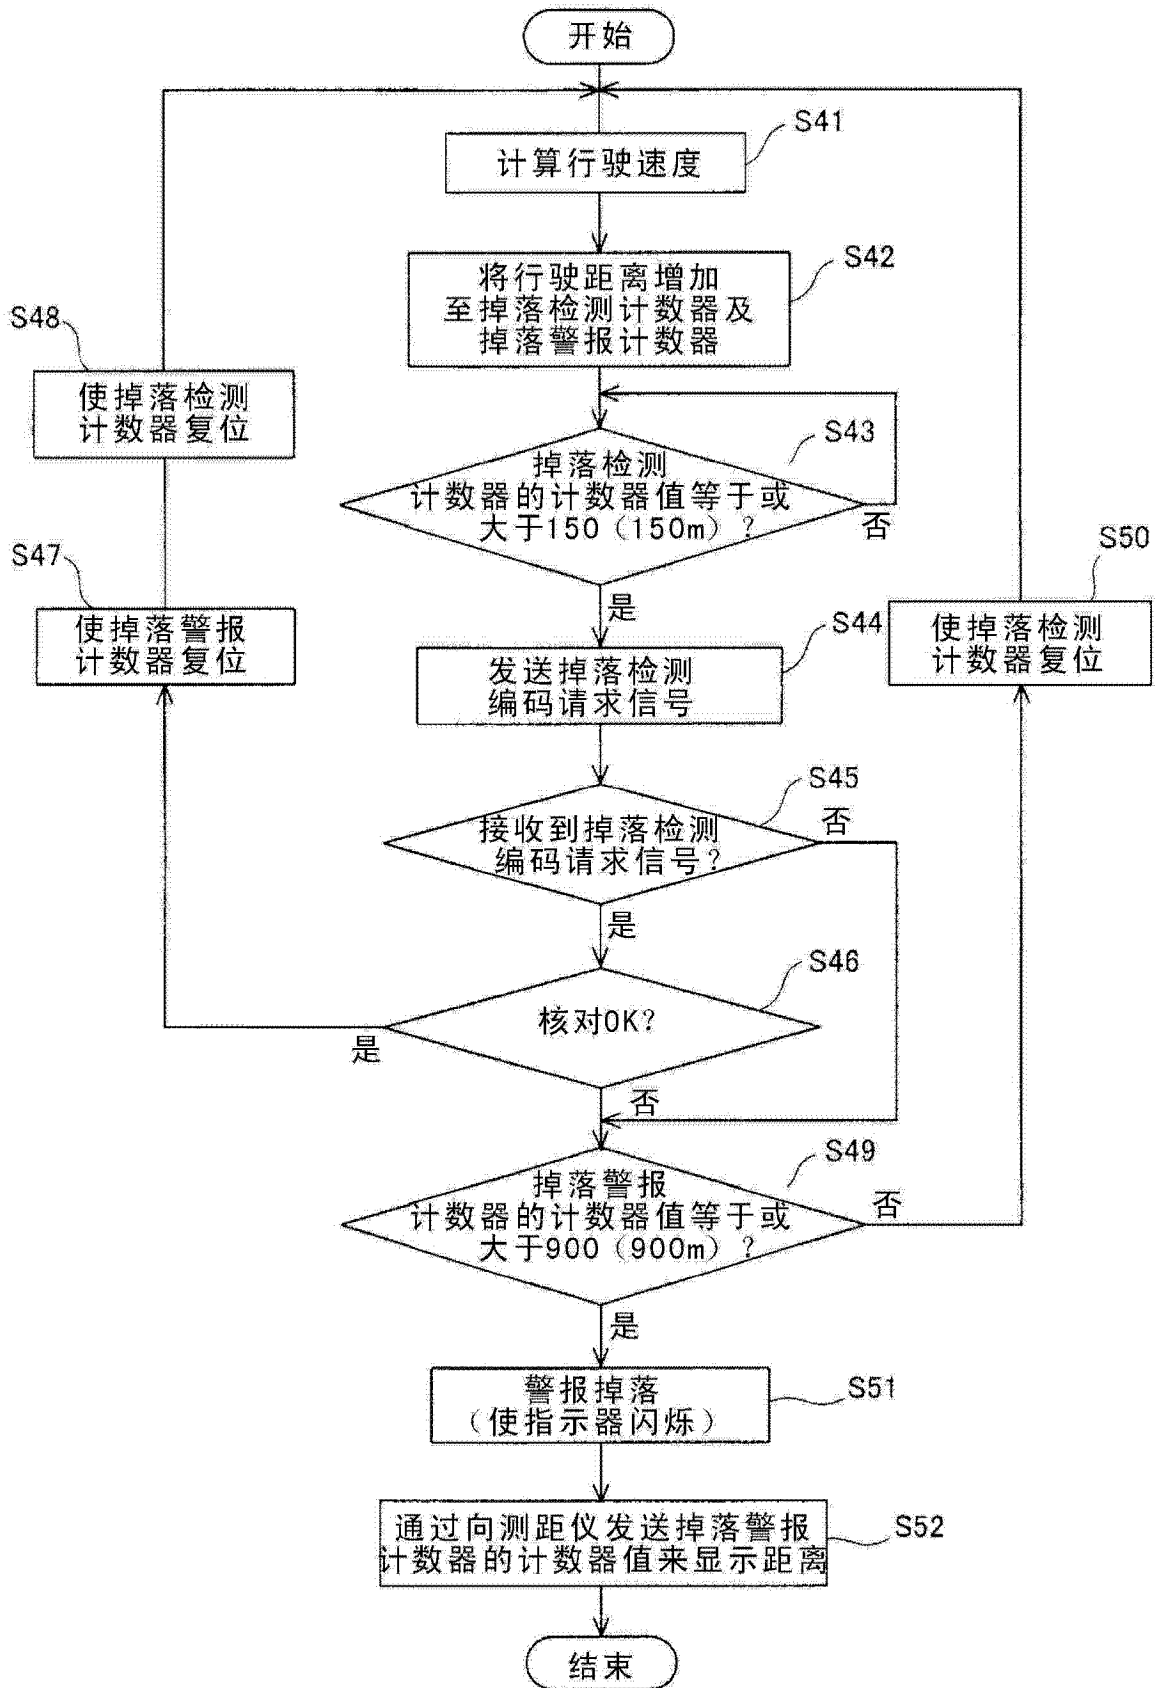 开始
S41
计算行驶速度
S42
将行驶距离增加
至掉落检测计数器及
掉落警报计数器
S48
使掉落检测
计数器复位
S43
掉落检测
计数器的计数器值等于或
大于150（150m）？
否
是
S47
使掉落警报
计数器复位
S50
使掉落检测
计数器复位
S44
发送掉落检测
编码请求信号
S45
接收到掉落检测
编码请求信号？
否
是
S46
核对OK？
是
否
S49
掉落警报
计数器的计数器值等于或
大于900（900m）？
否
是
S51
警报掉落
（使指示器闪烁）
S52
通过向测距仪发送掉落警报
计数器的计数器值来显示距离
结束